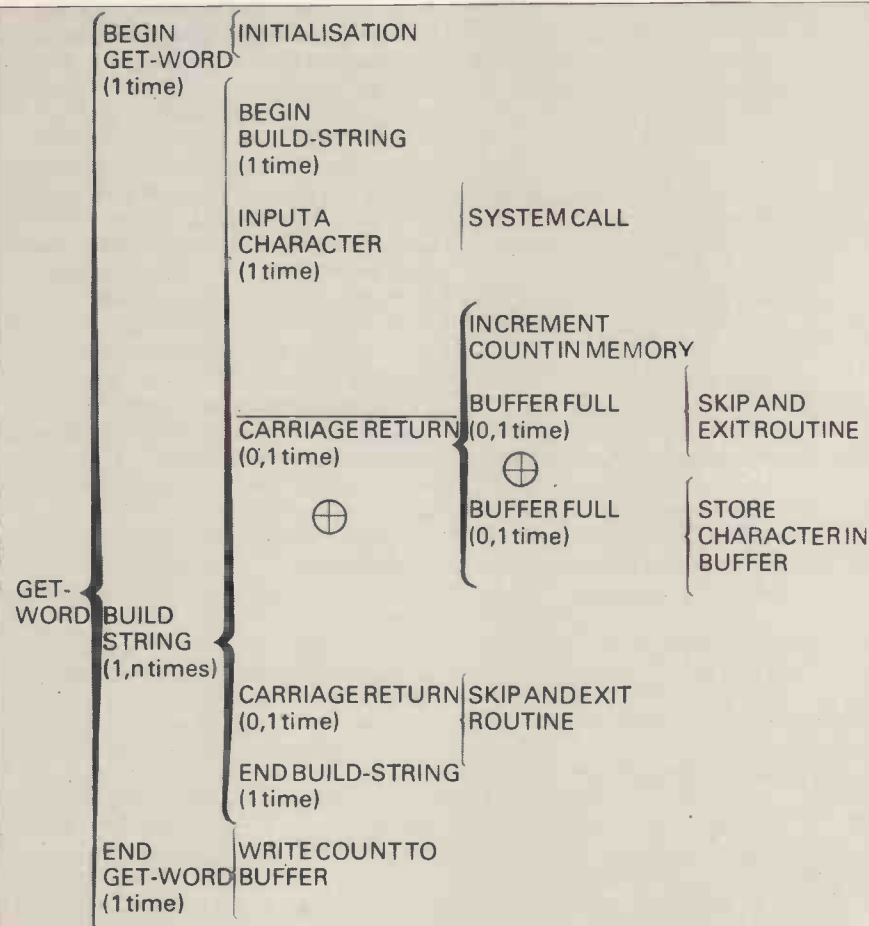 BEGIN
GET-WORD
(1 time)
INITIALISATION
BEGIN
BUILD-STRING
(1 time)
INPUT A
CHARACTER
(1 time)
SYSTEM CALL
CARRIAGE RETURN
(0,1 time)
INCREMENT
COUNT IN MEMORY
BUFFER FULL
(0,1 time)
SKIP AND
EXIT ROUTINE
⊕
⊕
BUFFER FULL
(0,1 time)
STORE
CHARACTER IN
BUFFER
GET-
WORD
BUILD
STRING
(1,n times)
CARRIAGE RETURN
(0,1 time)
SKIP AND EXIT
ROUTINE
END BUILD-STRING
(1 time)
END
GET-WORD
(1 time)
WRITE COUNT TO
BUFFER